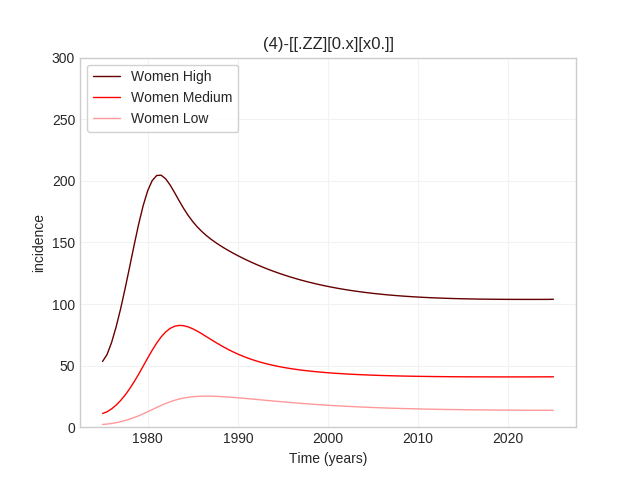 (4)-[[.ZZ][0.x][x0.]]
300
250
200
150
100
50
0
incidence
Women High
Women Medium
Women Low
1980 1990 2000 2010 2020
Time (years)